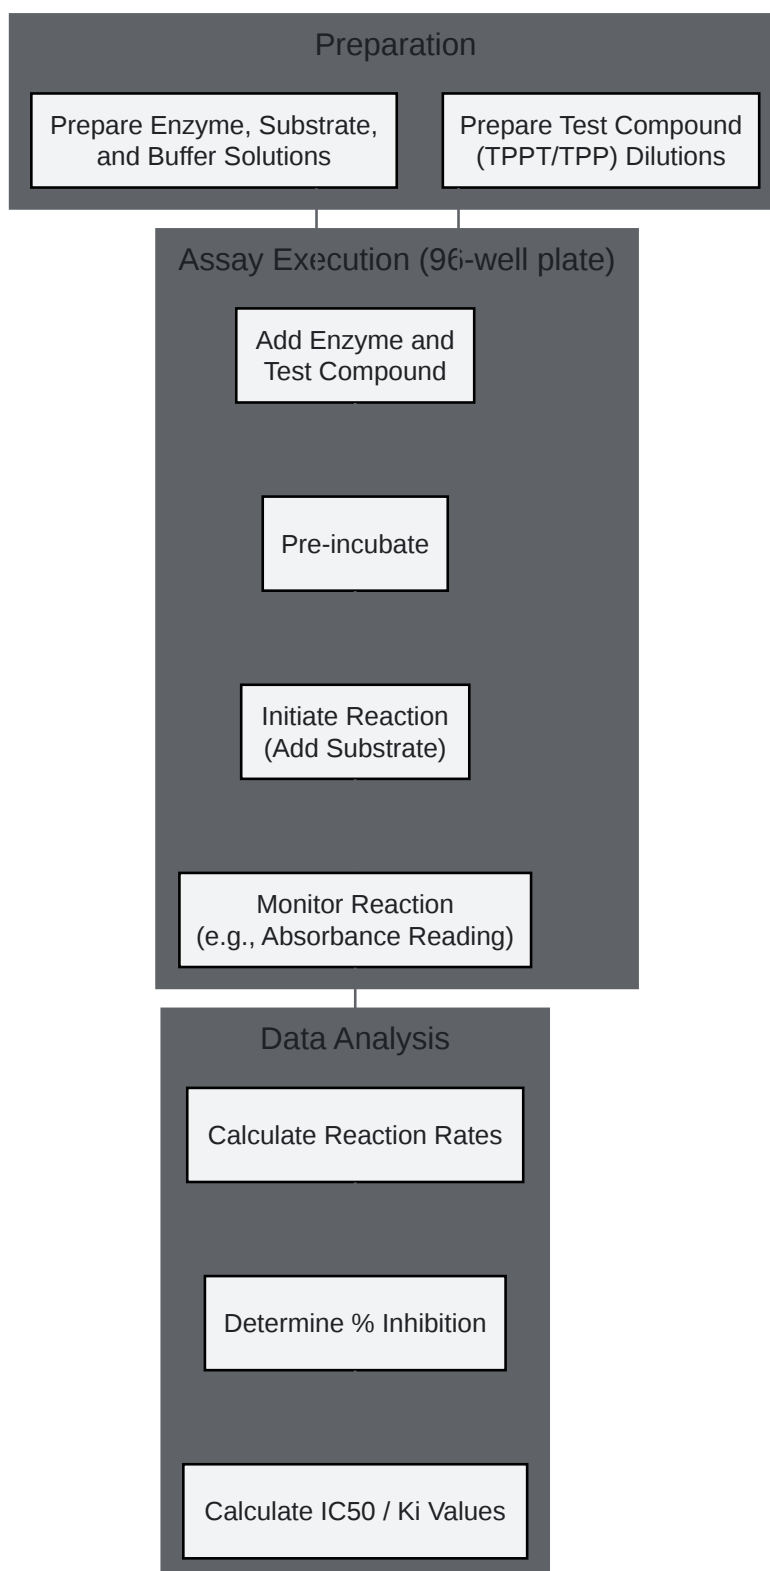 Preparation
Prepare Enzyme, Substrate,
and Buffer Solutions
Prepare Test Compound
(TPPT/TPP) Dilutions
Assay Execution (96-well plate)
Add Enzyme and
Test Compound
Pre-incubate
Initiate Reaction
(Add Substrate)
Monitor Reaction
(e.g., Absorbance Reading)
Data Analysis
Calculate Reaction Rates
Determine % Inhibition
Calculate IC50 / Ki Values